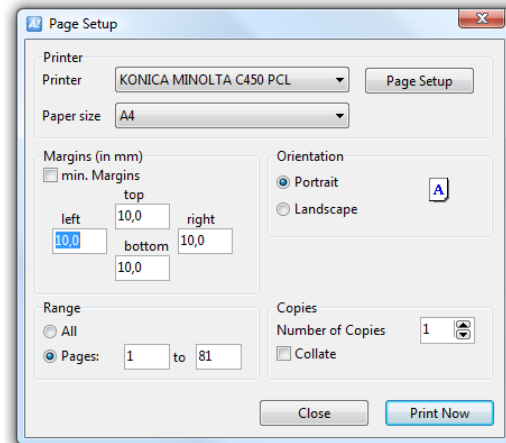 A! Page Setup
Printer
Printer KONICA MINOLTA C450 PCL Page Setup
Paper size A4
Margins (in mm)
min. Margins
top
left 10,0 right
10,0 bottom 10,0
10,0
Orientation
Portrait
Landscape
A
Range
All
Pages: 1 to 81
Copies
Number of Copies 1
Collate
Close Print Now